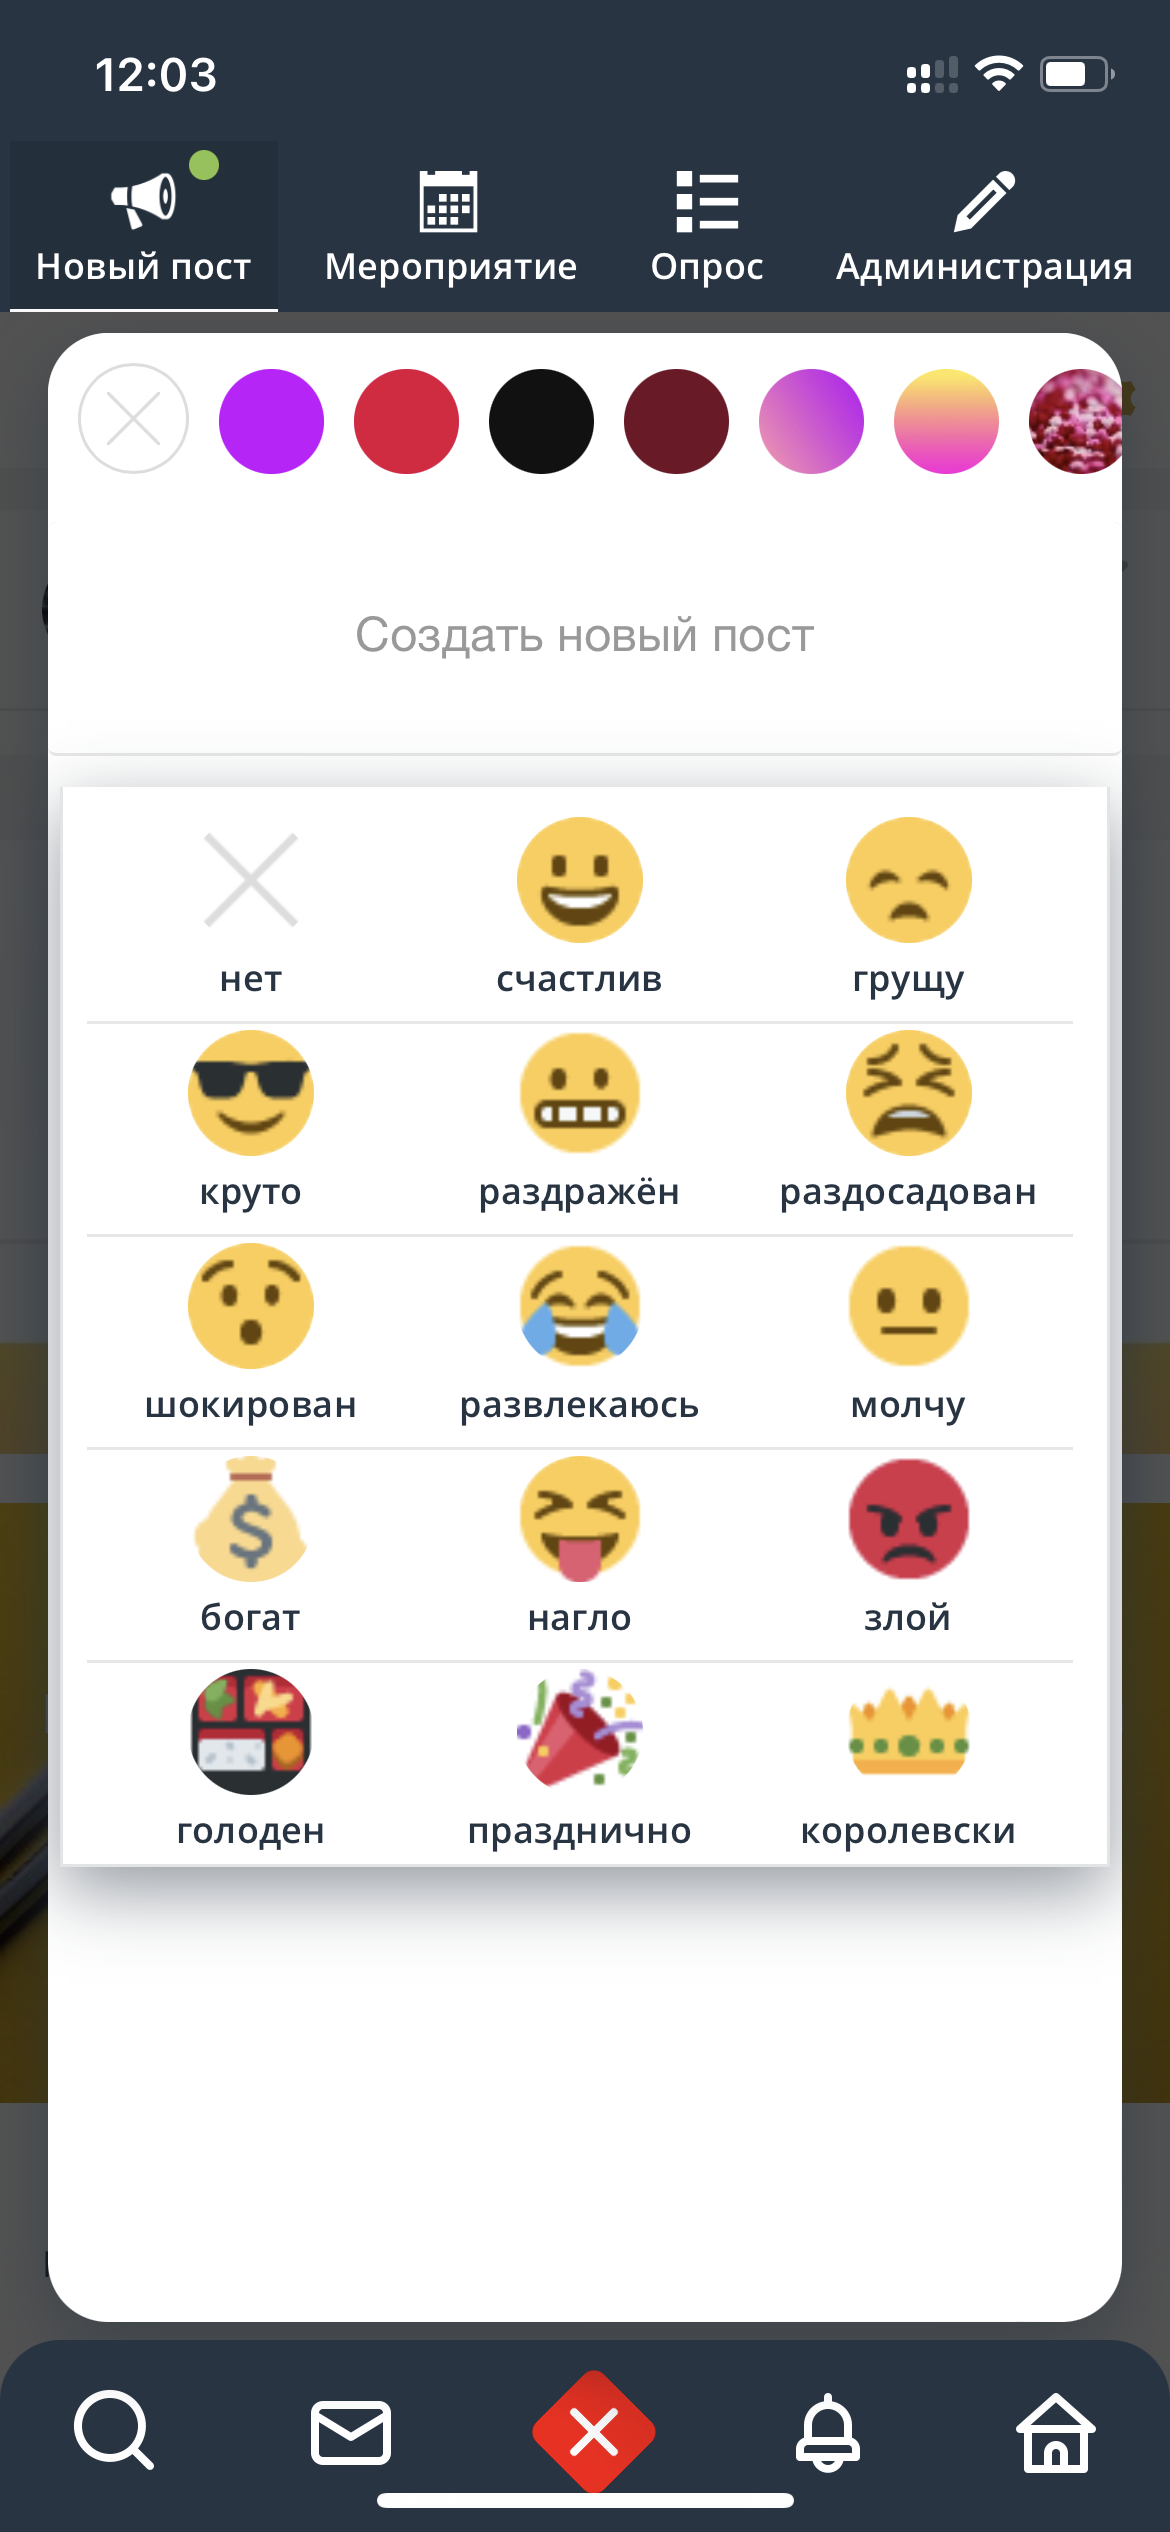 12:03
Новый пост
Мероприятие
Опрос
Администрация
Создать новый пост
нет
счастлив
грущу
круто
раздражён
раздосадован
шокирован
развлекаюсь
молчу
богат
нагло
злой
голоден
празднично
королевски